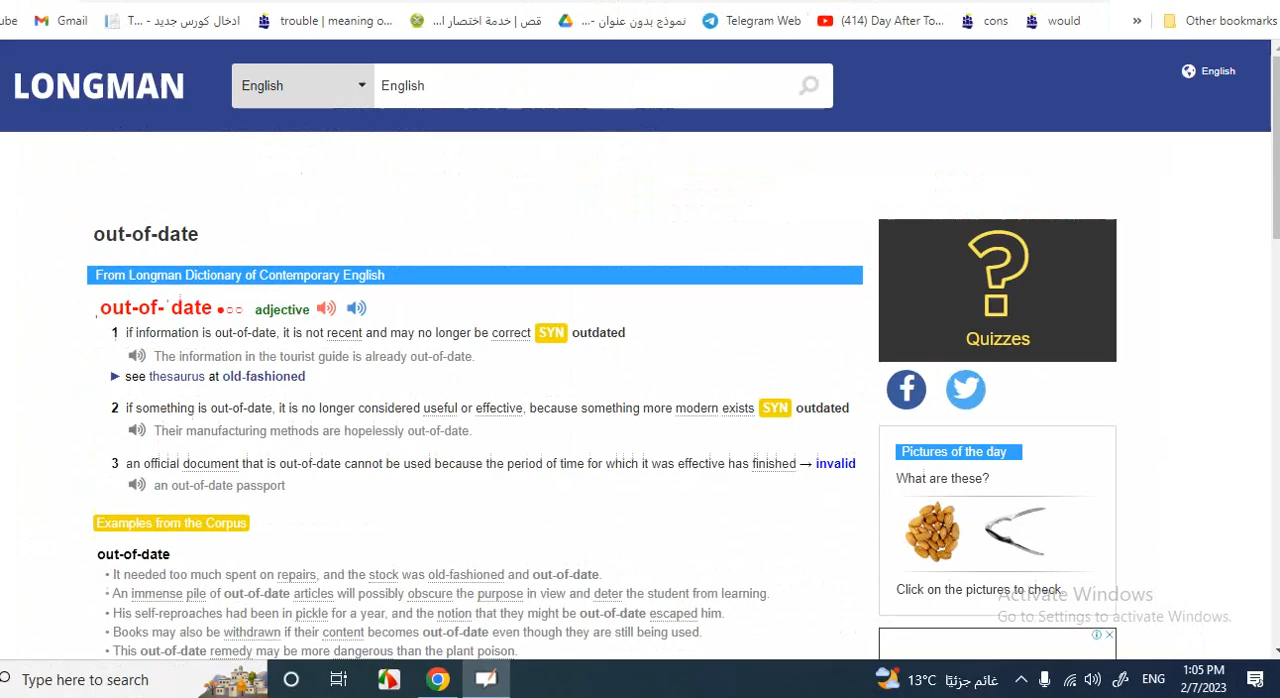 ube Gmail ادخال كورس جديد - T... trouble | meaning o... قص | خدمة اختصار ا... نموذج بدون عنوان -... Telegram Web (414) Day After To... cons would » Other bookmarks
LONGMAN English English English
out-of-date
From Longman Dictionary of Contemporary English
ˌout-of-ˈdate ●○○ adjective
1 if information is out-of-date, it is not recent and may no longer be correct SYN outdated
The information in the tourist guide is already out-of-date.
► see thesaurus at old-fashioned
2 if something is out-of-date, it is no longer considered useful or effective, because something more modern exists SYN outdated
Their manufacturing methods are hopelessly out-of-date.
3 an official document that is out-of-date cannot be used because the period of time for which it was effective has finished → invalid
an out-of-date passport
Examples from the Corpus
out-of-date
• It needed too much spent on repairs, and the stock was old-fashioned and out-of-date.
• An immense pile of out-of-date articles will possibly obscure the purpose in view and deter the student from learning.
• His self-reproaches had been in pickle for a year, and the notion that they might be out-of-date escaped him.
• Books may also be withdrawn if their content becomes out-of-date even though they are still being used.
• This out-of-date remedy may be more dangerous than the plant poison.
?
Quizzes
Pictures of the day
What are these?
Click on the pictures to check.
Activate Windows
Go to Settings to activate Windows.
Type here to search
13°C غائم جزئيًا ENG 1:05 PM
2/7/2023